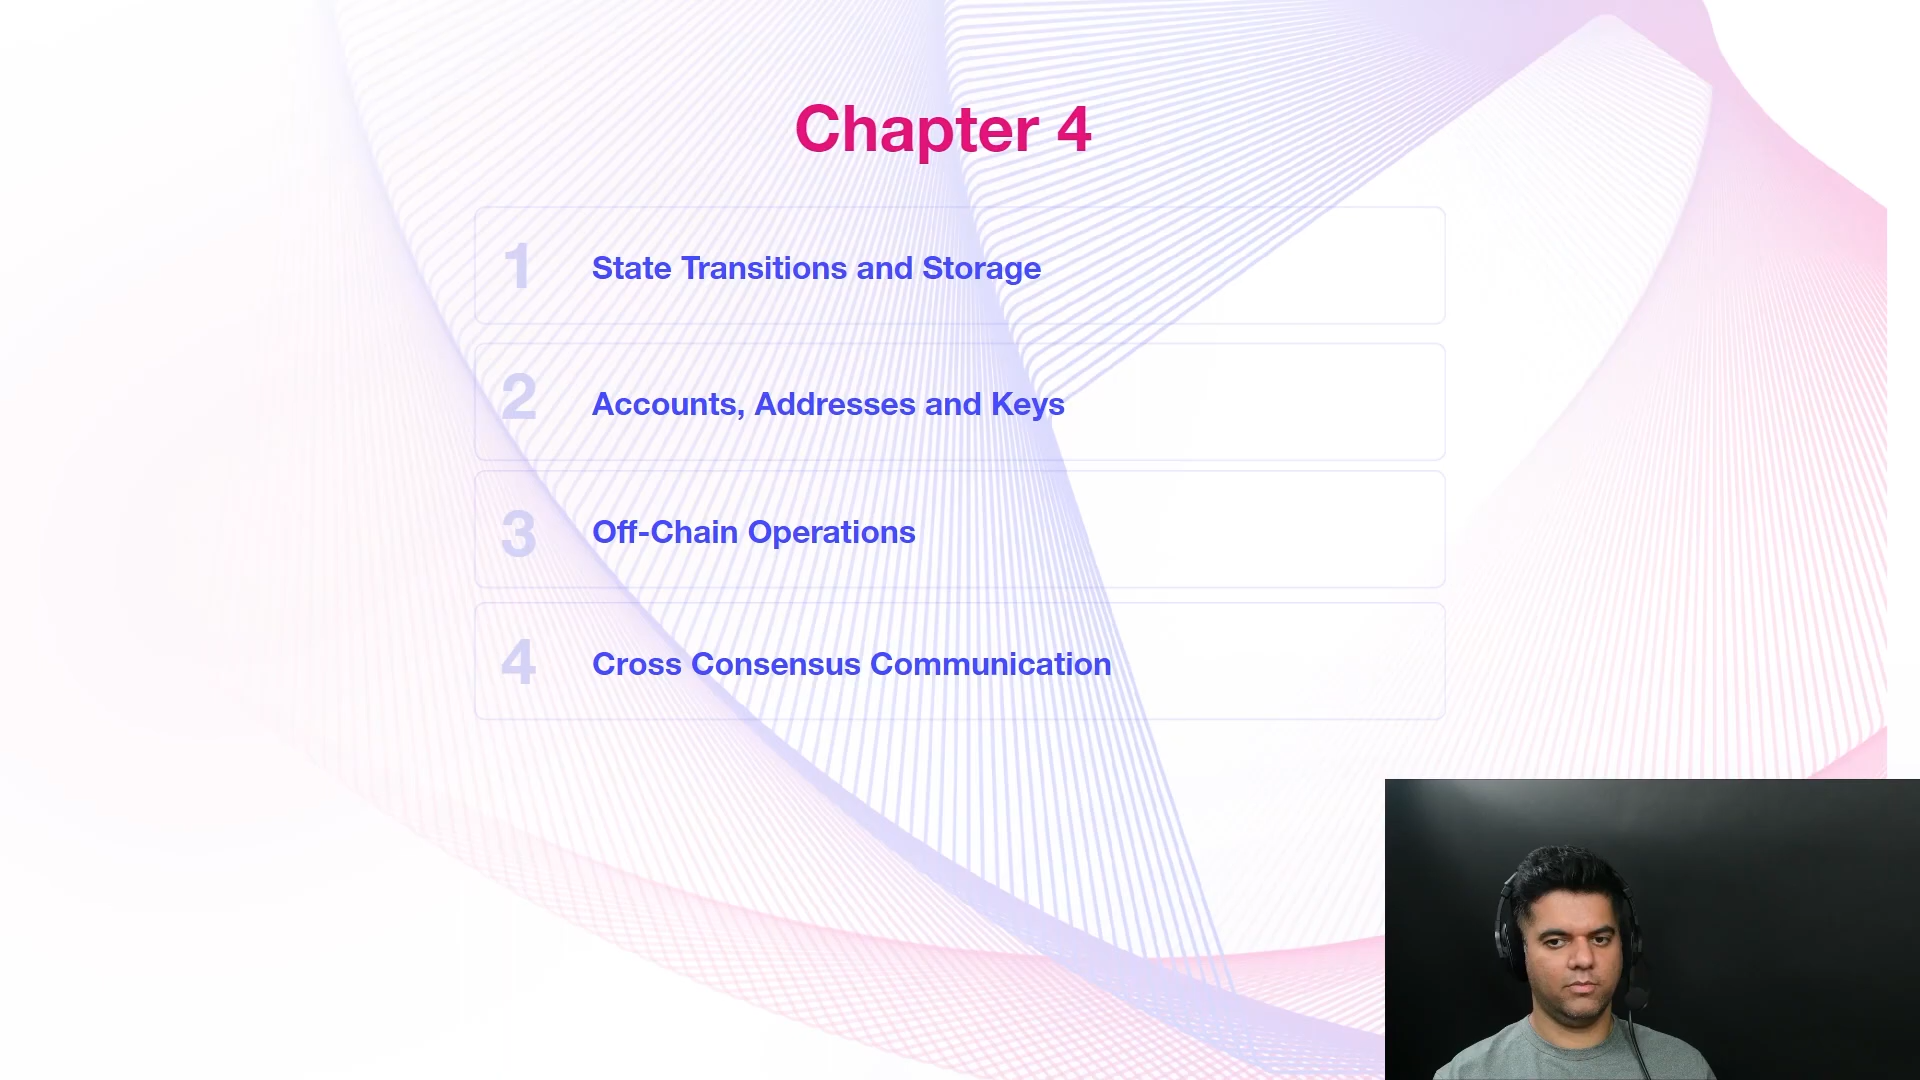 Chapter 4
1 State Transitions and Storage
2 Accounts, Addresses and Keys
3 Off-Chain Operations
4 Cross Consensus Communication